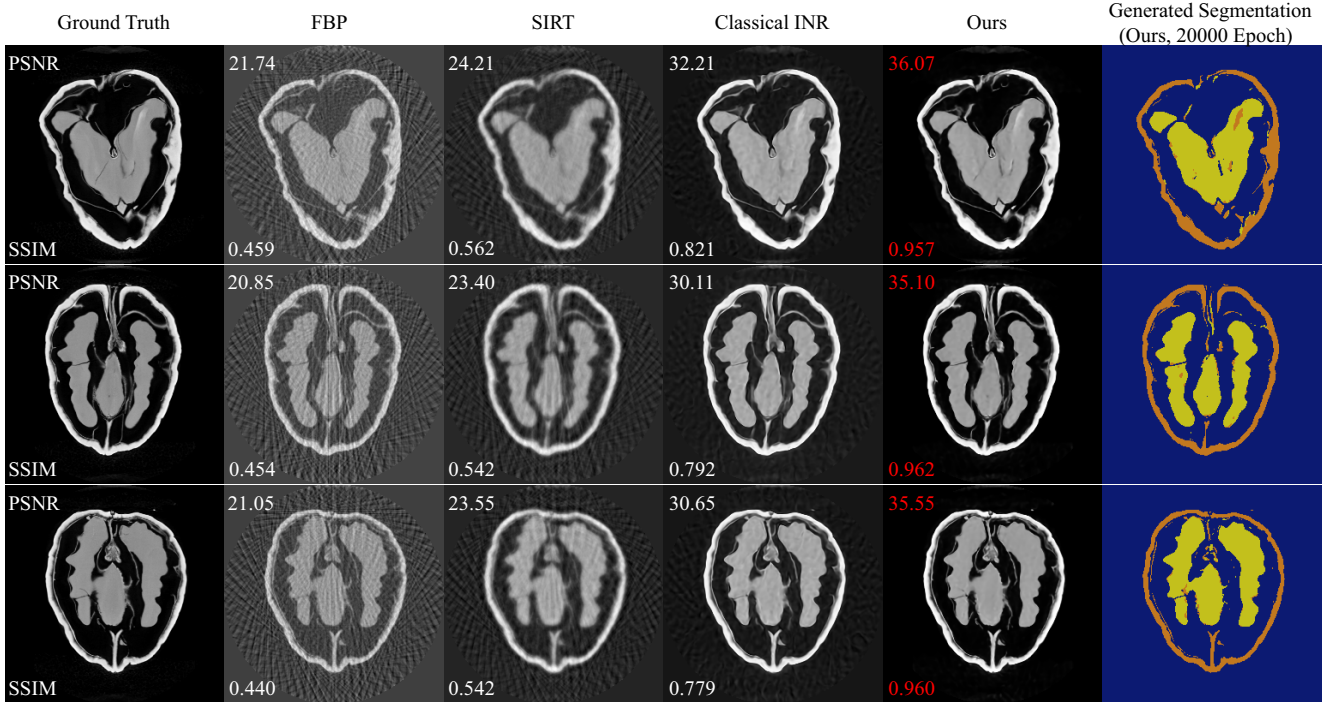 Ground Truth
FBP
SIRT
Classical INR
Ours
Generated Segmentation
(Ours, 20000 Epoch)
PSNR
21.74
24.21
32.21
36.07
SSIM
0.459
0.562
0.821
0.957
PSNR
20.85
23.40
30.11
35.10
SSIM
0.454
0.542
0.792
0.962
PSNR
21.05
23.55
30.65
35.55
SSIM
0.440
0.542
0.779
0.960